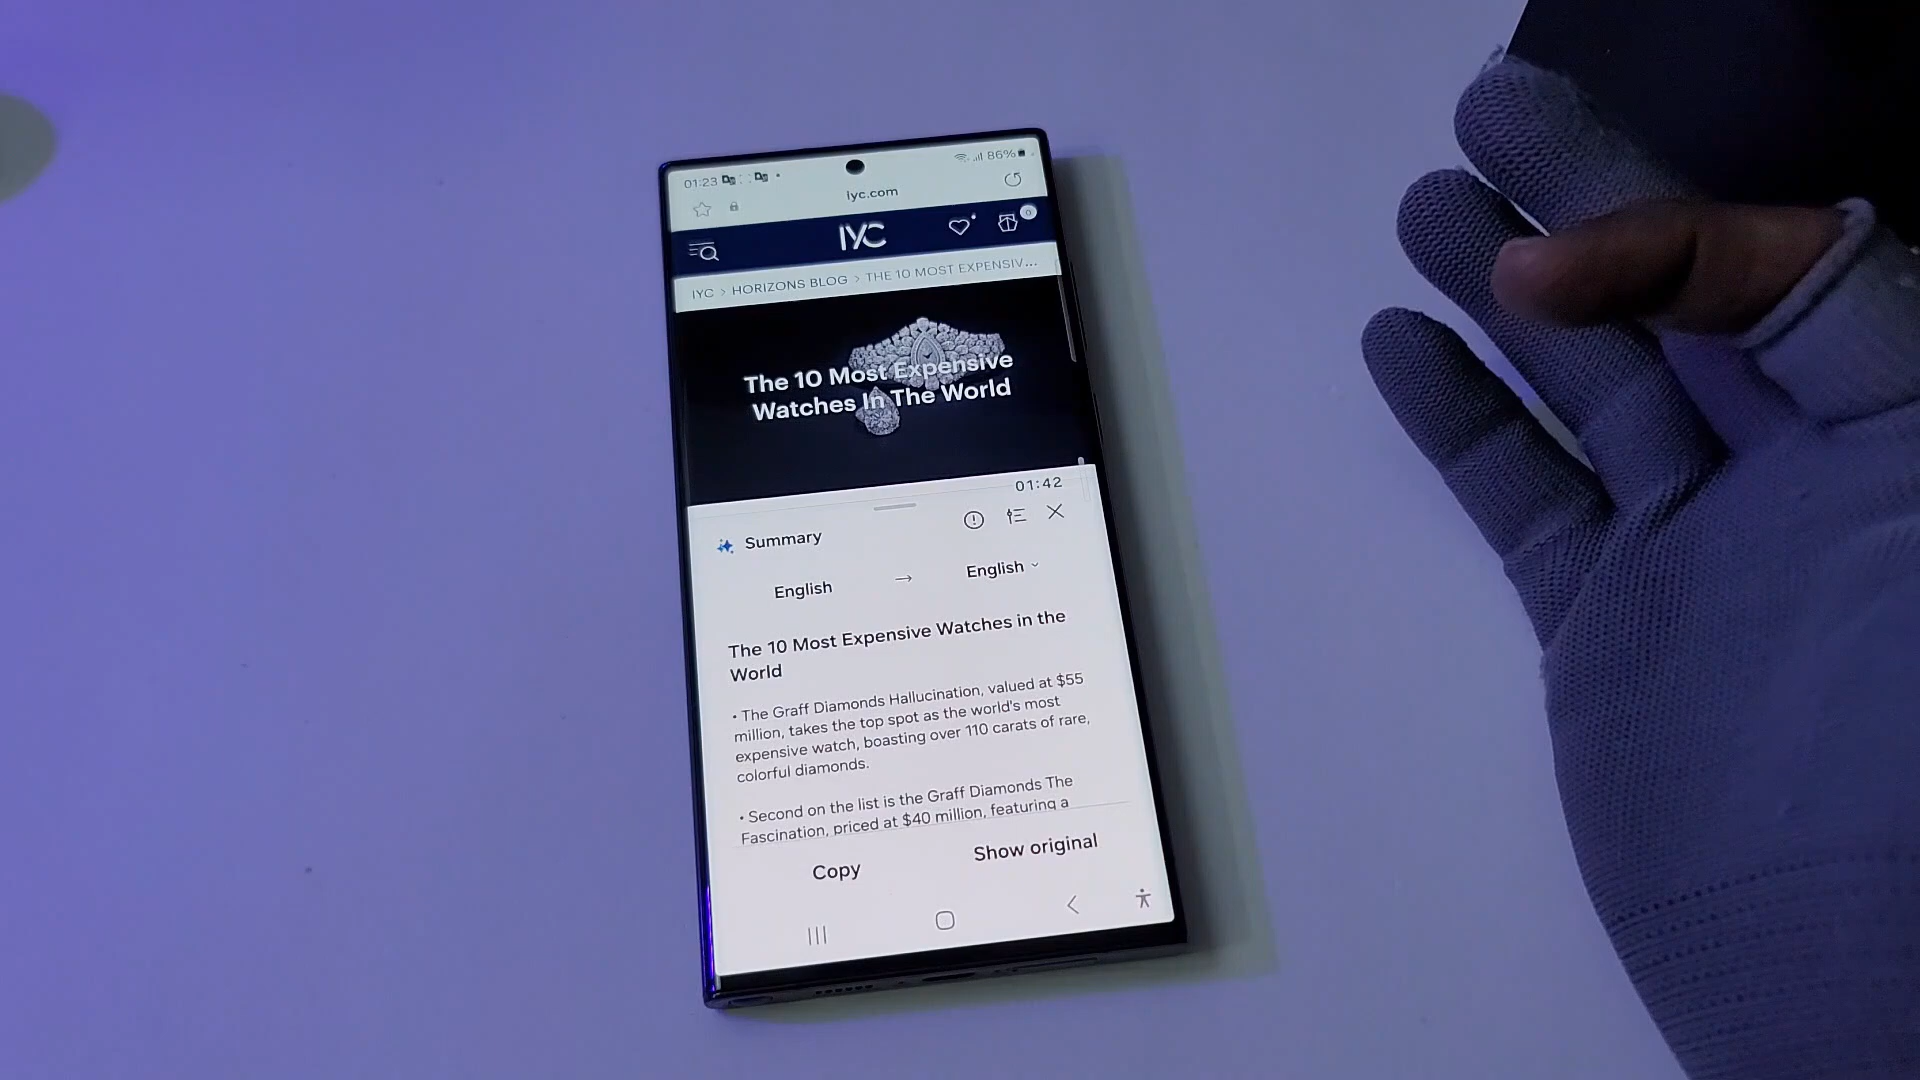 01:23
86%
iyc.com
IYC
0
IYC > HORIZONS BLOG > THE 10 MOST EXPENSIV...
The 10 Most Expensive
Watches In The World
01:42
Summary
English → English
The 10 Most Expensive Watches in the
World
• The Graff Diamonds Hallucination, valued at $55
million, takes the top spot as the world's most
expensive watch, boasting over 110 carats of rare,
colorful diamonds.
• Second on the list is the Graff Diamonds The
Fascination, priced at $40 million, featuring a
Copy
Show original